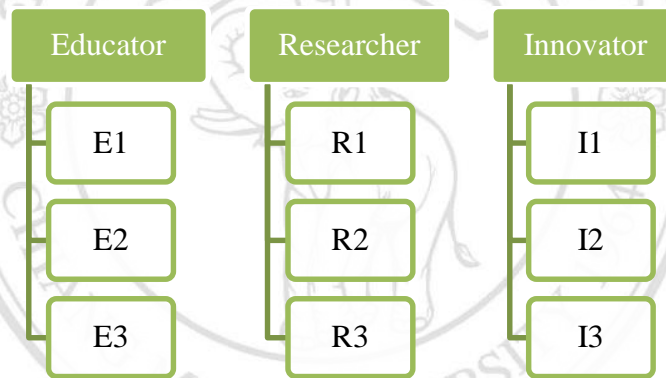 Educator
Researcher
Innovator
E1
R1
I1
E2
R2
I2
E3
R3
I3